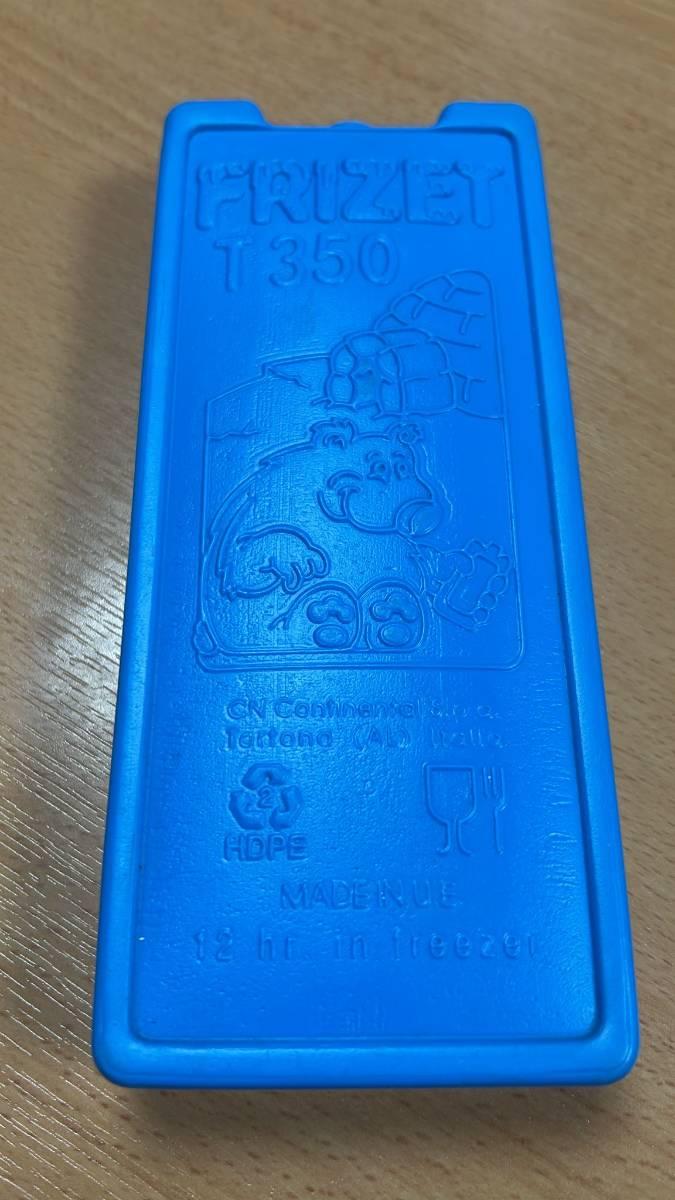 FRIZET
T 350
CN Continental S.p.a.
Tortona (AL) Italia
2
HDPE
MADE IN U E
12 hr. in freezer